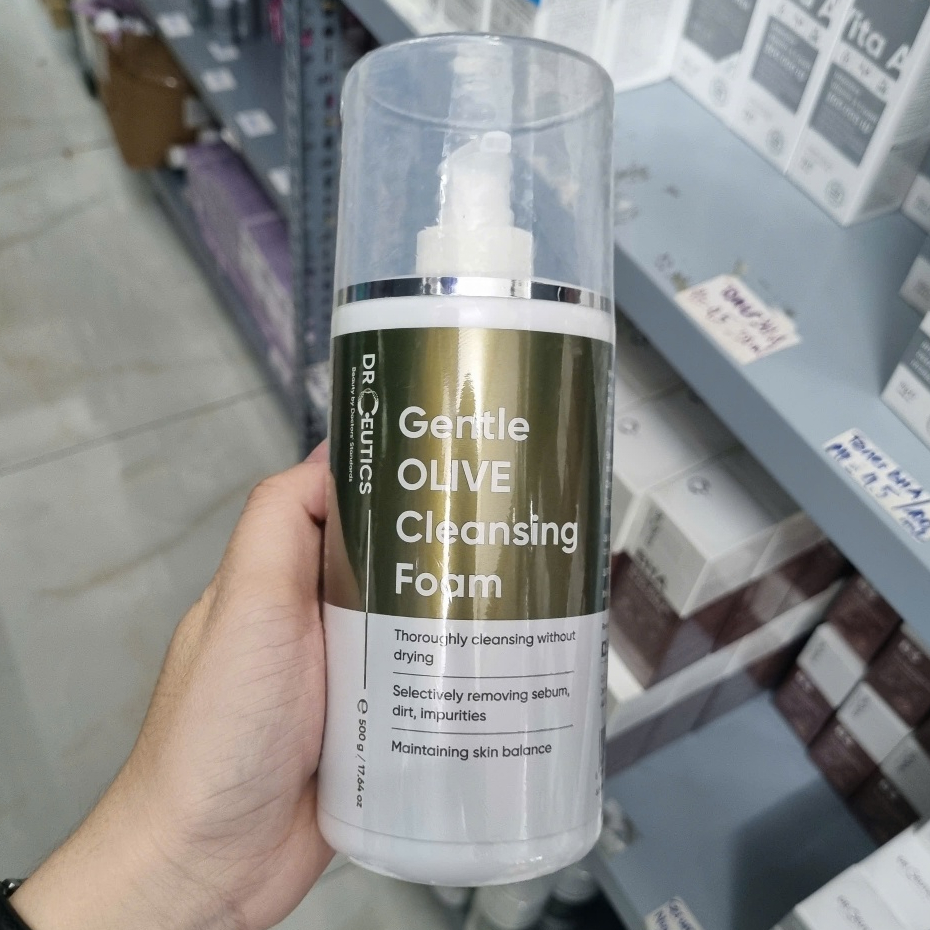 DR CEUTICS
Beauty by Doctors' Standards
Gentle
OLIVE
Cleansing
Foam
Thoroughly cleansing without
drying
Selectively removing sebum,
dirt, impurities
Maintaining skin balance
℮ 500 g / 17,64 oz